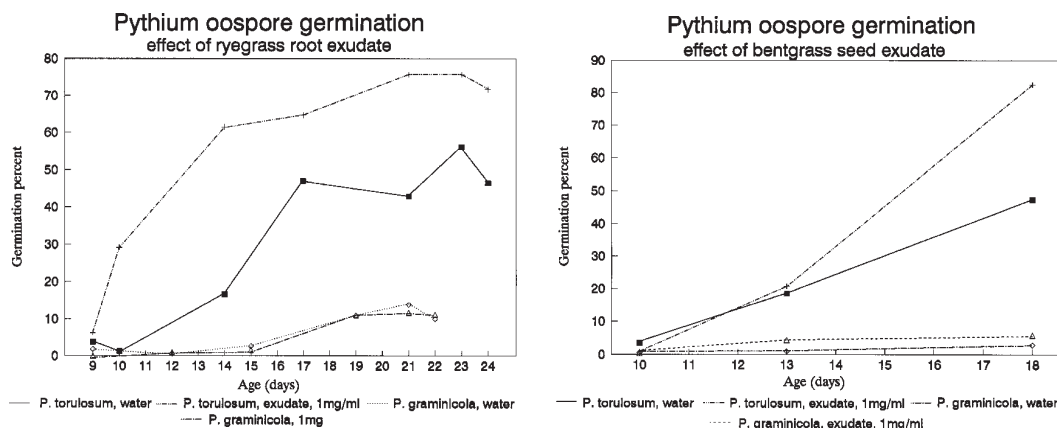 Pythium oospore germination
effect of ryegrass root exudate
80
70
60
50
40
30
20
10
0
Germination percent
9 10 11 12 13 14 15 16 17 18 19 20 21 22 23 24
Age (days)
P. torulosum, water P. torulosum, exudate, 1mg/ml P. graminicola, water
P. graminicola, 1mg
Pythium oospore germination
effect of bentgrass seed exudate
90
80
70
60
50
40
30
20
10
0
Germination percent
10 11 12 13 14 15 16 17 18
Age (days)
P. torulosum, water P. torulosum, exudate, 1mg/ml P. graminicola, water
P. graminicola, exudate, 1mg/ml